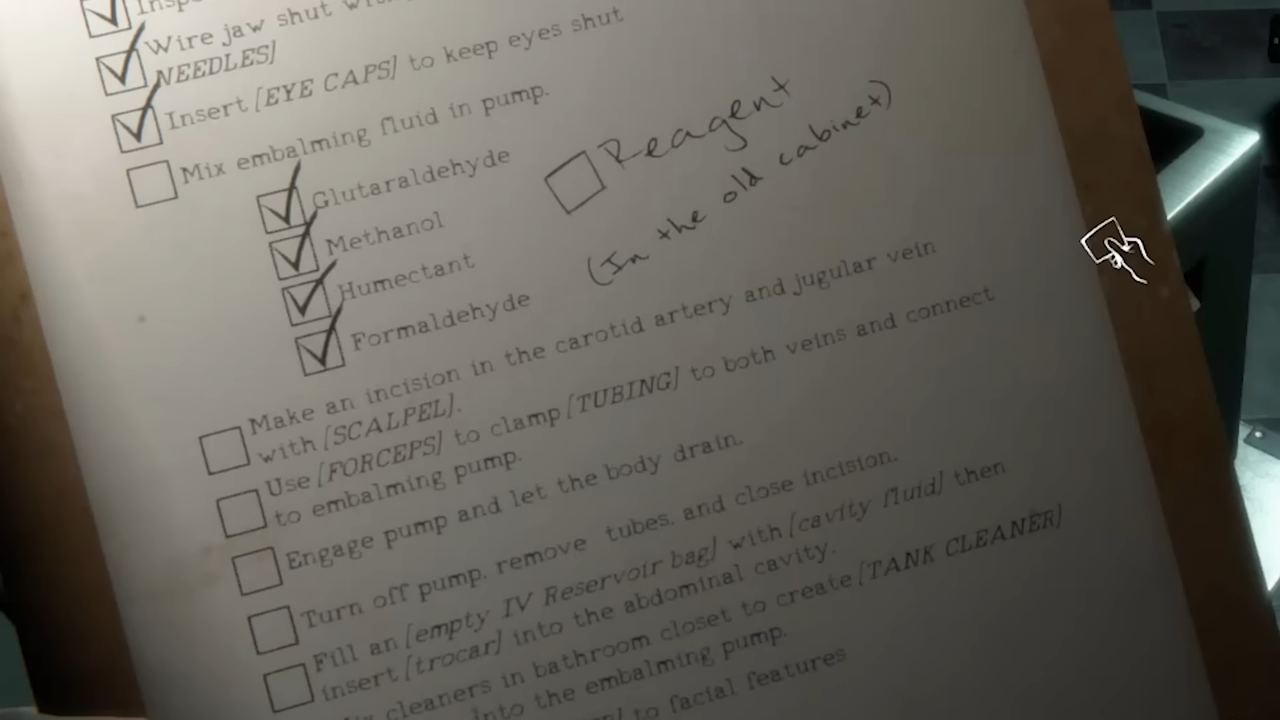 Wire jaw shut
NEEDLES]
Insert [EYE CAPS] to keep eyes shut
Mix embalming fluid in pump.
Glutaraldehyde
Methanol
Humectant
Formaldehyde
Reagent
(In the old cabinet)
Make an incision in the carotid artery and jugular vein
with [SCALPEL].
Use [FORCEPS] to clamp [TUBING] to both veins and connect
to embalming pump.
Engage pump and let the body drain.
Turn off pump, remove tubes, and close incision.
Fill an [empty IV Reservoir bag] with [cavity fluid] then
insert [trocar] into the abdominal cavity.
cleaners in bathroom closet to create [TANK CLEANER]
into the embalming pump.
to facial features